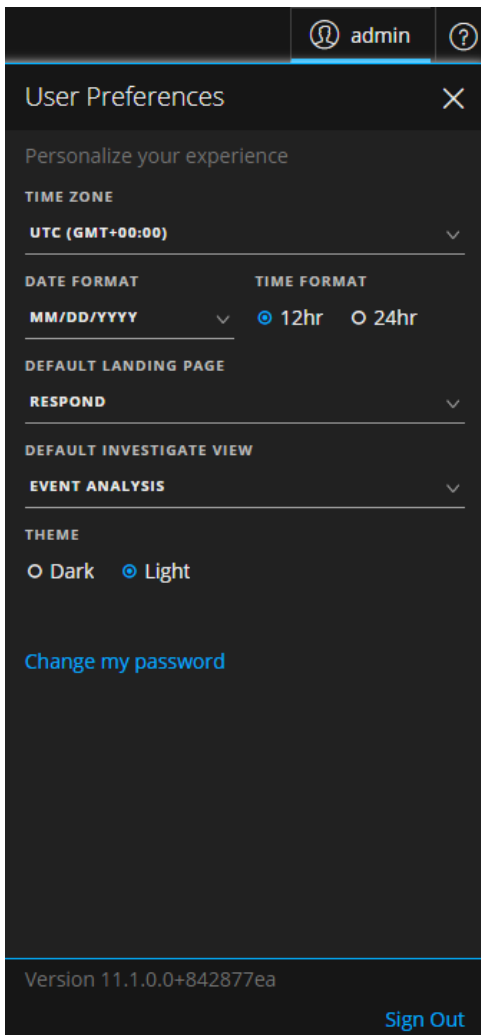 admin
User Preferences
Personalize your experience
TIME ZONE
UTC (GMT+00:00)
DATE FORMAT TIME FORMAT
MM/DD/YYYY 12hr 24hr
DEFAULT LANDING PAGE
RESPOND
DEFAULT INVESTIGATE VIEW
EVENT ANALYSIS
THEME
Dark Light
Change my password
Version 11.1.0.0+842877ea
Sign Out